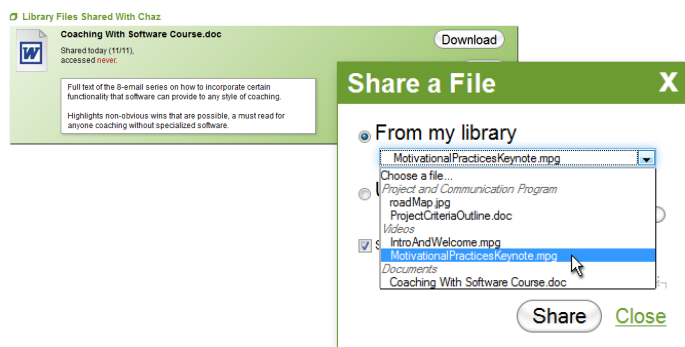 Library Files Shared With Chaz
Coaching With Software Course.doc
Download
Shared today (11/11),
accessed never.
Full text of the 8-email series on how to incorporate certain
functionality that software can provide to any style of coaching.
Highlights non-obvious wins that are possible, a must read for
anyone coaching without specialized software.
W
Share a File
X
From my library
MotivationalPracticesKeynote.mpg
Choose a file...
Project and Communication Program
roadMap.jpg
ProjectCriteriaOutline.doc
Videos
IntroAndWelcome.mpg
MotivationalPracticesKeynote.mpg
Documents
Coaching With Software Course.doc
Share
Close